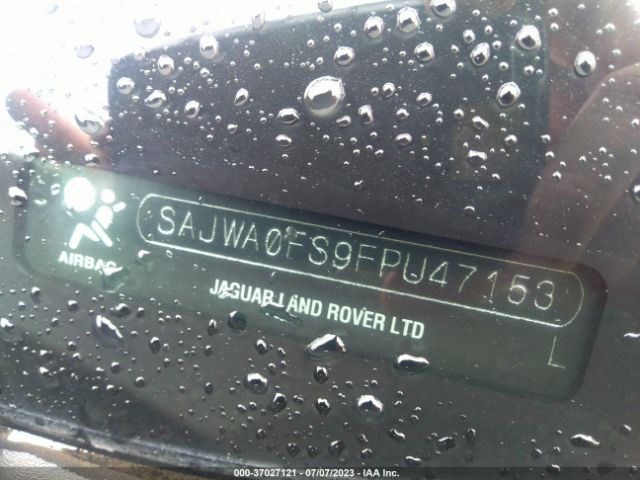 SAJWA0FS9FPU47153
AIRBAG
JAGUAR LAND ROVER LTD
L
000-37027121 - 07/07/2023 - IAA Inc.